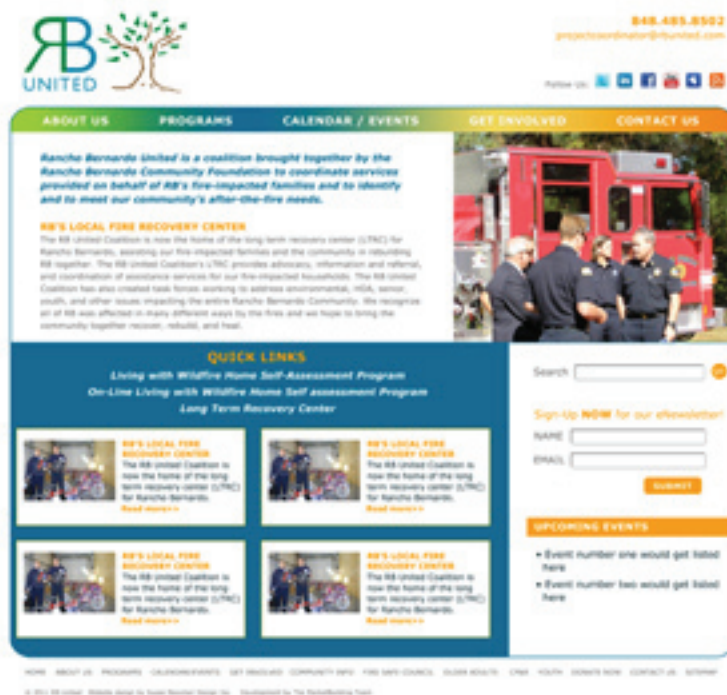 RB
UNITED
848.485.8502
projectcoordinator@rbunited.com
Follow Us:
ABOUT US PROGRAMS CALENDAR / EVENTS GET INVOLVED CONTACT US
Rancho Bernardo United is a coalition brought together by the
Rancho Bernardo Community Foundation to coordinate services
provided on behalf of RB's fire-impacted families and to identify
and to meet our community's after-the-fire needs.
RB'S LOCAL FIRE RECOVERY CENTER
The RB United Coalition is now the home of the long term recovery center (LTRC) for
Rancho Bernardo, assisting our fire-impacted families and the community in rebuilding
RB together. The RB United Coalition's LTRC provides advocacy, information and referral,
and coordination of assistance services for our fire-impacted households. The RB United
Coalition has also created task forces working to address environmental, HOA, senior,
youth, and other issues impacting the entire Rancho Bernardo Community. We recognize
all of RB was affected in many different ways by the fires and we hope to bring the
community together recover, rebuild, and heal.
QUICK LINKS
Living with Wildfire Home Self-Assessment Program
On-Line Living with Wildfire Home Self assessment Program
Long Term Recovery Center
RB'S LOCAL FIRE
RECOVERY CENTER
The RB United Coalition is
now the home of the long
term recovery center (LTRC)
for Rancho Bernardo.
Read more>>
RB'S LOCAL FIRE
RECOVERY CENTER
The RB United Coalition is
now the home of the long
term recovery center (LTRC)
for Rancho Bernardo.
Read more>>
RB'S LOCAL FIRE
RECOVERY CENTER
The RB United Coalition is
now the home of the long
term recovery center (LTRC)
for Rancho Bernardo.
Read more>>
RB'S LOCAL FIRE
RECOVERY CENTER
The RB United Coalition is
now the home of the long
term recovery center (LTRC)
for Rancho Bernardo.
Read more>>
Search
Sign-Up NOW for our eNewsletter
NAME
EMAIL
SUBMIT
UPCOMING EVENTS
• Event number one would get listed
here
• Event number two would get listed
here
HOME ABOUT US PROGRAMS CALENDAR/EVENTS GET INVOLVED COMMUNITY INFO FIRE SAFE COUNCIL OLDER ADULTS YOUTH DONATE NOW CONTACT US SITEMAP
© 2011 RB United Website design by